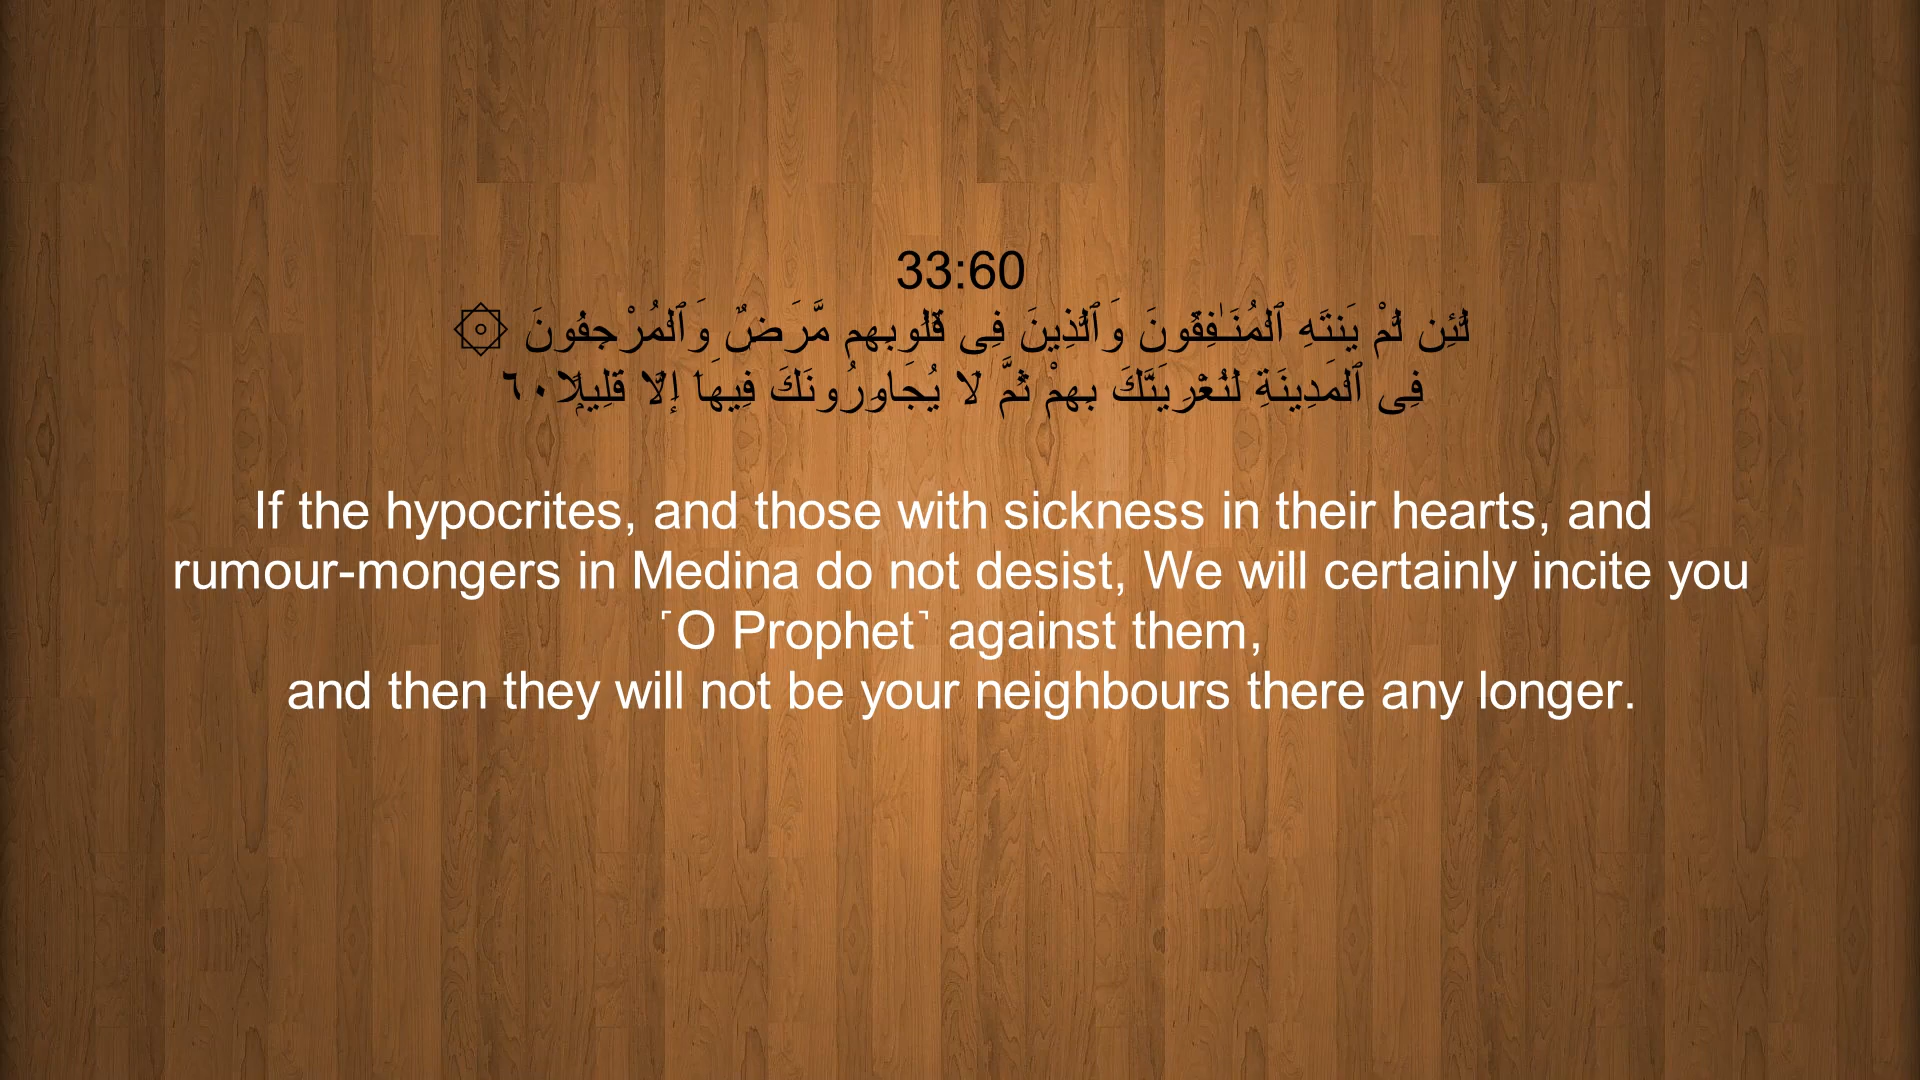 33:60
لَّئِن لَّمْ يَنتَهِ ٱلْمُنَـٰفِقُونَ وَٱلَّذِينَ فِى قُلُوبِهِم مَّرَضٌ وَٱلْمُرْجِفُونَ ۞
فِى ٱلْمَدِينَةِ لَنُغْرِيَنَّكَ بِهِمْ ثُمَّ لَا يُجَاوِرُونَكَ فِيهَآ إِلَّا قَلِيلًۭا ٦٠
If the hypocrites, and those with sickness in their hearts, and
rumour-mongers in Medina do not desist, We will certainly incite you
˹O Prophet˺ against them,
and then they will not be your neighbours there any longer.